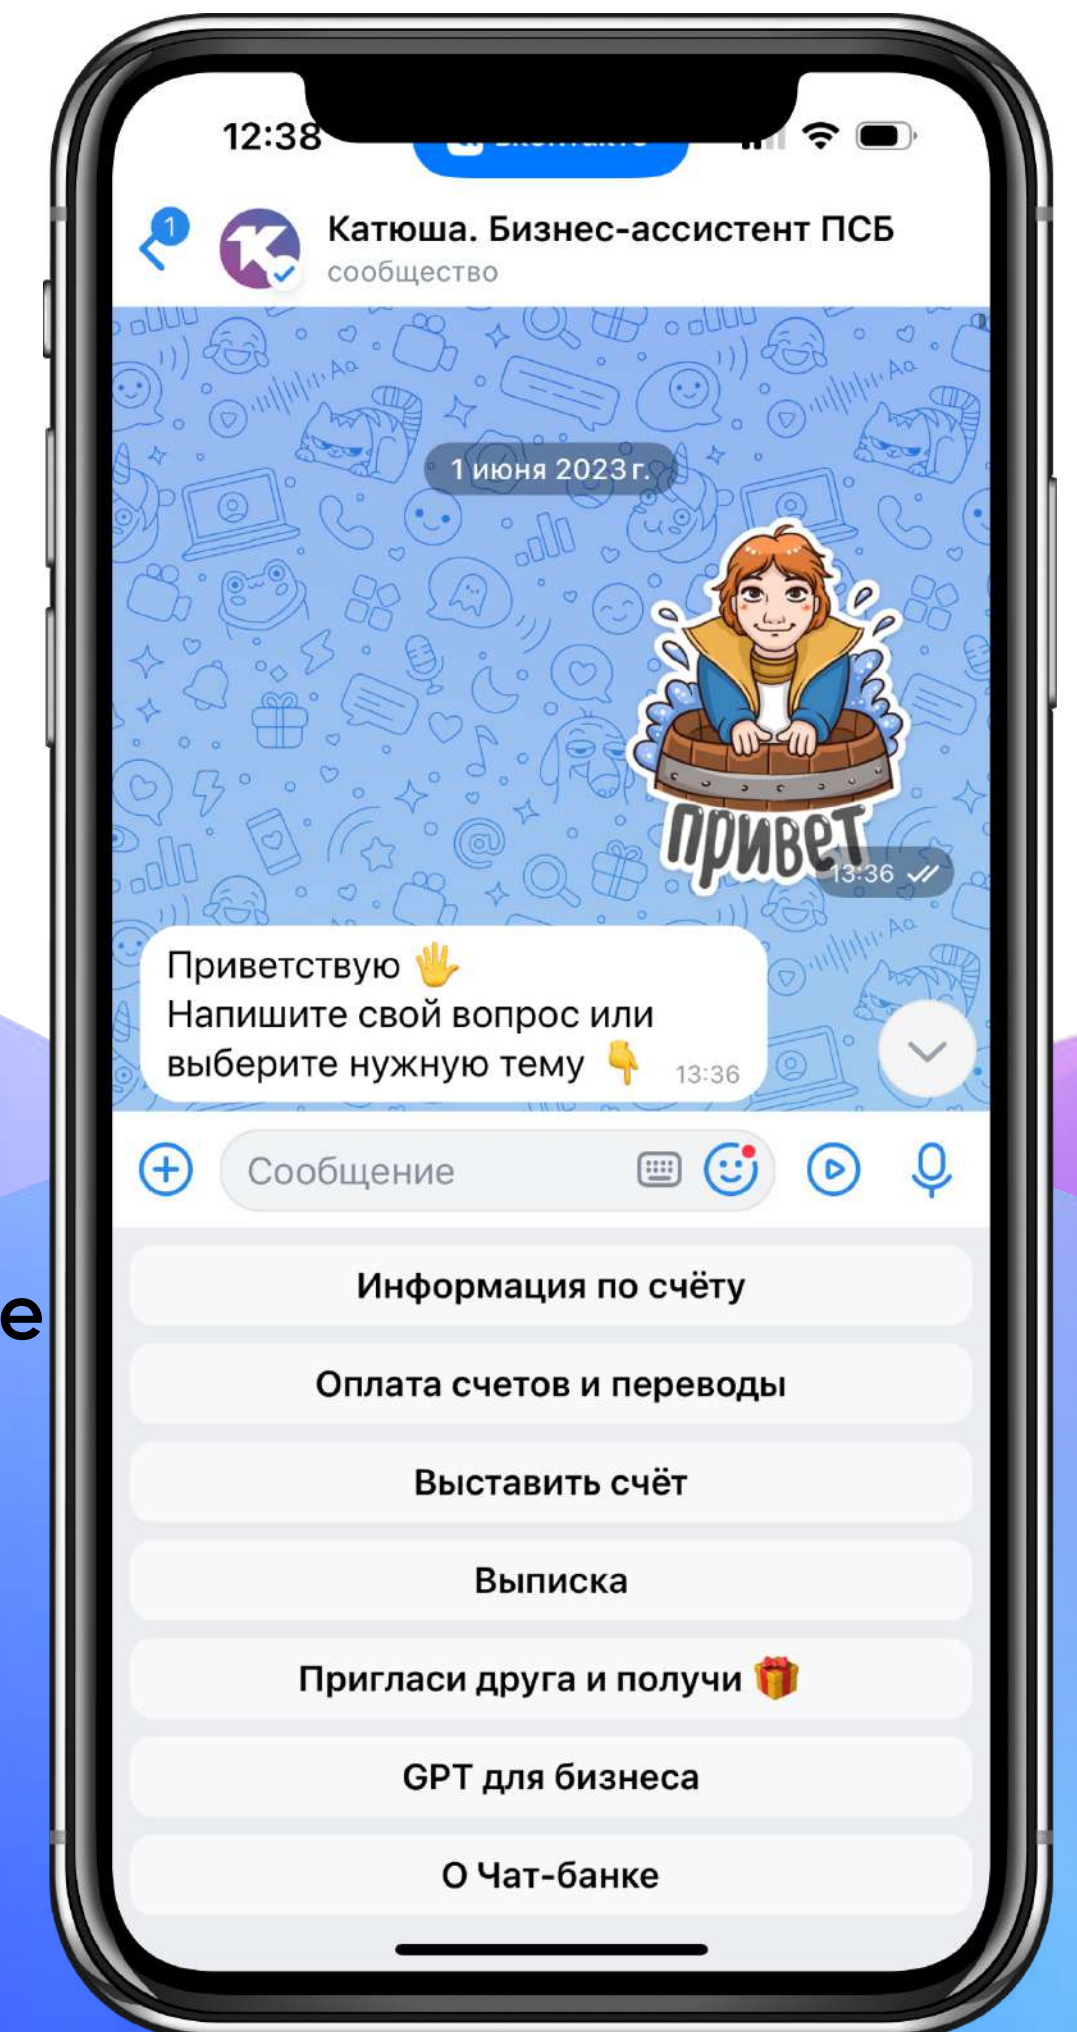 12:38
1
Катюша. Бизнес-ассистент ПСБ
сообщество
1 июня 2023 г.
привет
13:36
Приветствую 🖐
Напишите свой вопрос или
выберите нужную тему 👇 13:36
Сообщение
е
Информация по счёту
Оплата счетов и переводы
Выставить счёт
Выписка
Пригласи друга и получи 🎁
GPT для бизнеса
О Чат-банке